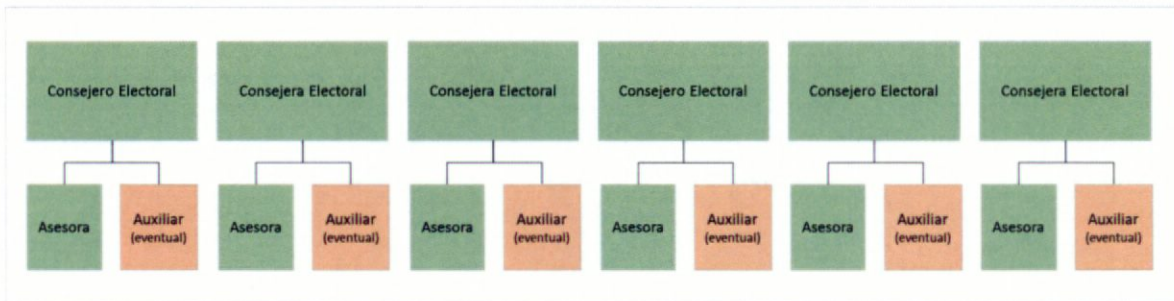 Consejero Electoral
Consejera Electoral
Consejera Electoral
Consejero Electoral
Consejero Electoral
Consejera Electoral
Asesora
Auxiliar
(eventual)
Asesora
Auxiliar
(eventual)
Asesora
Auxiliar
(eventual)
Asesora
Auxiliar
(eventual)
Asesora
Auxiliar
(eventual)
Asesora
Auxiliar
(eventual)